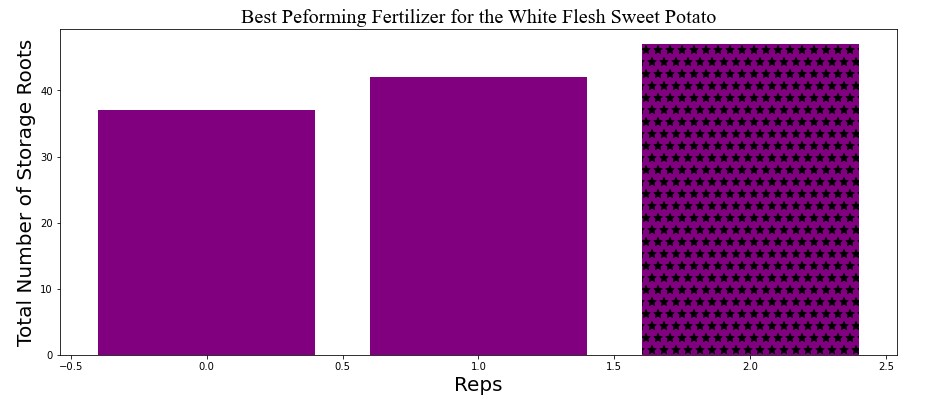 Best Peforming Fertilizer for the White Flesh Sweet Potato
Total Number of Storage Roots
40
30
20
10
0
−0.5 0.0 0.5 1.0 1.5 2.0 2.5
Reps